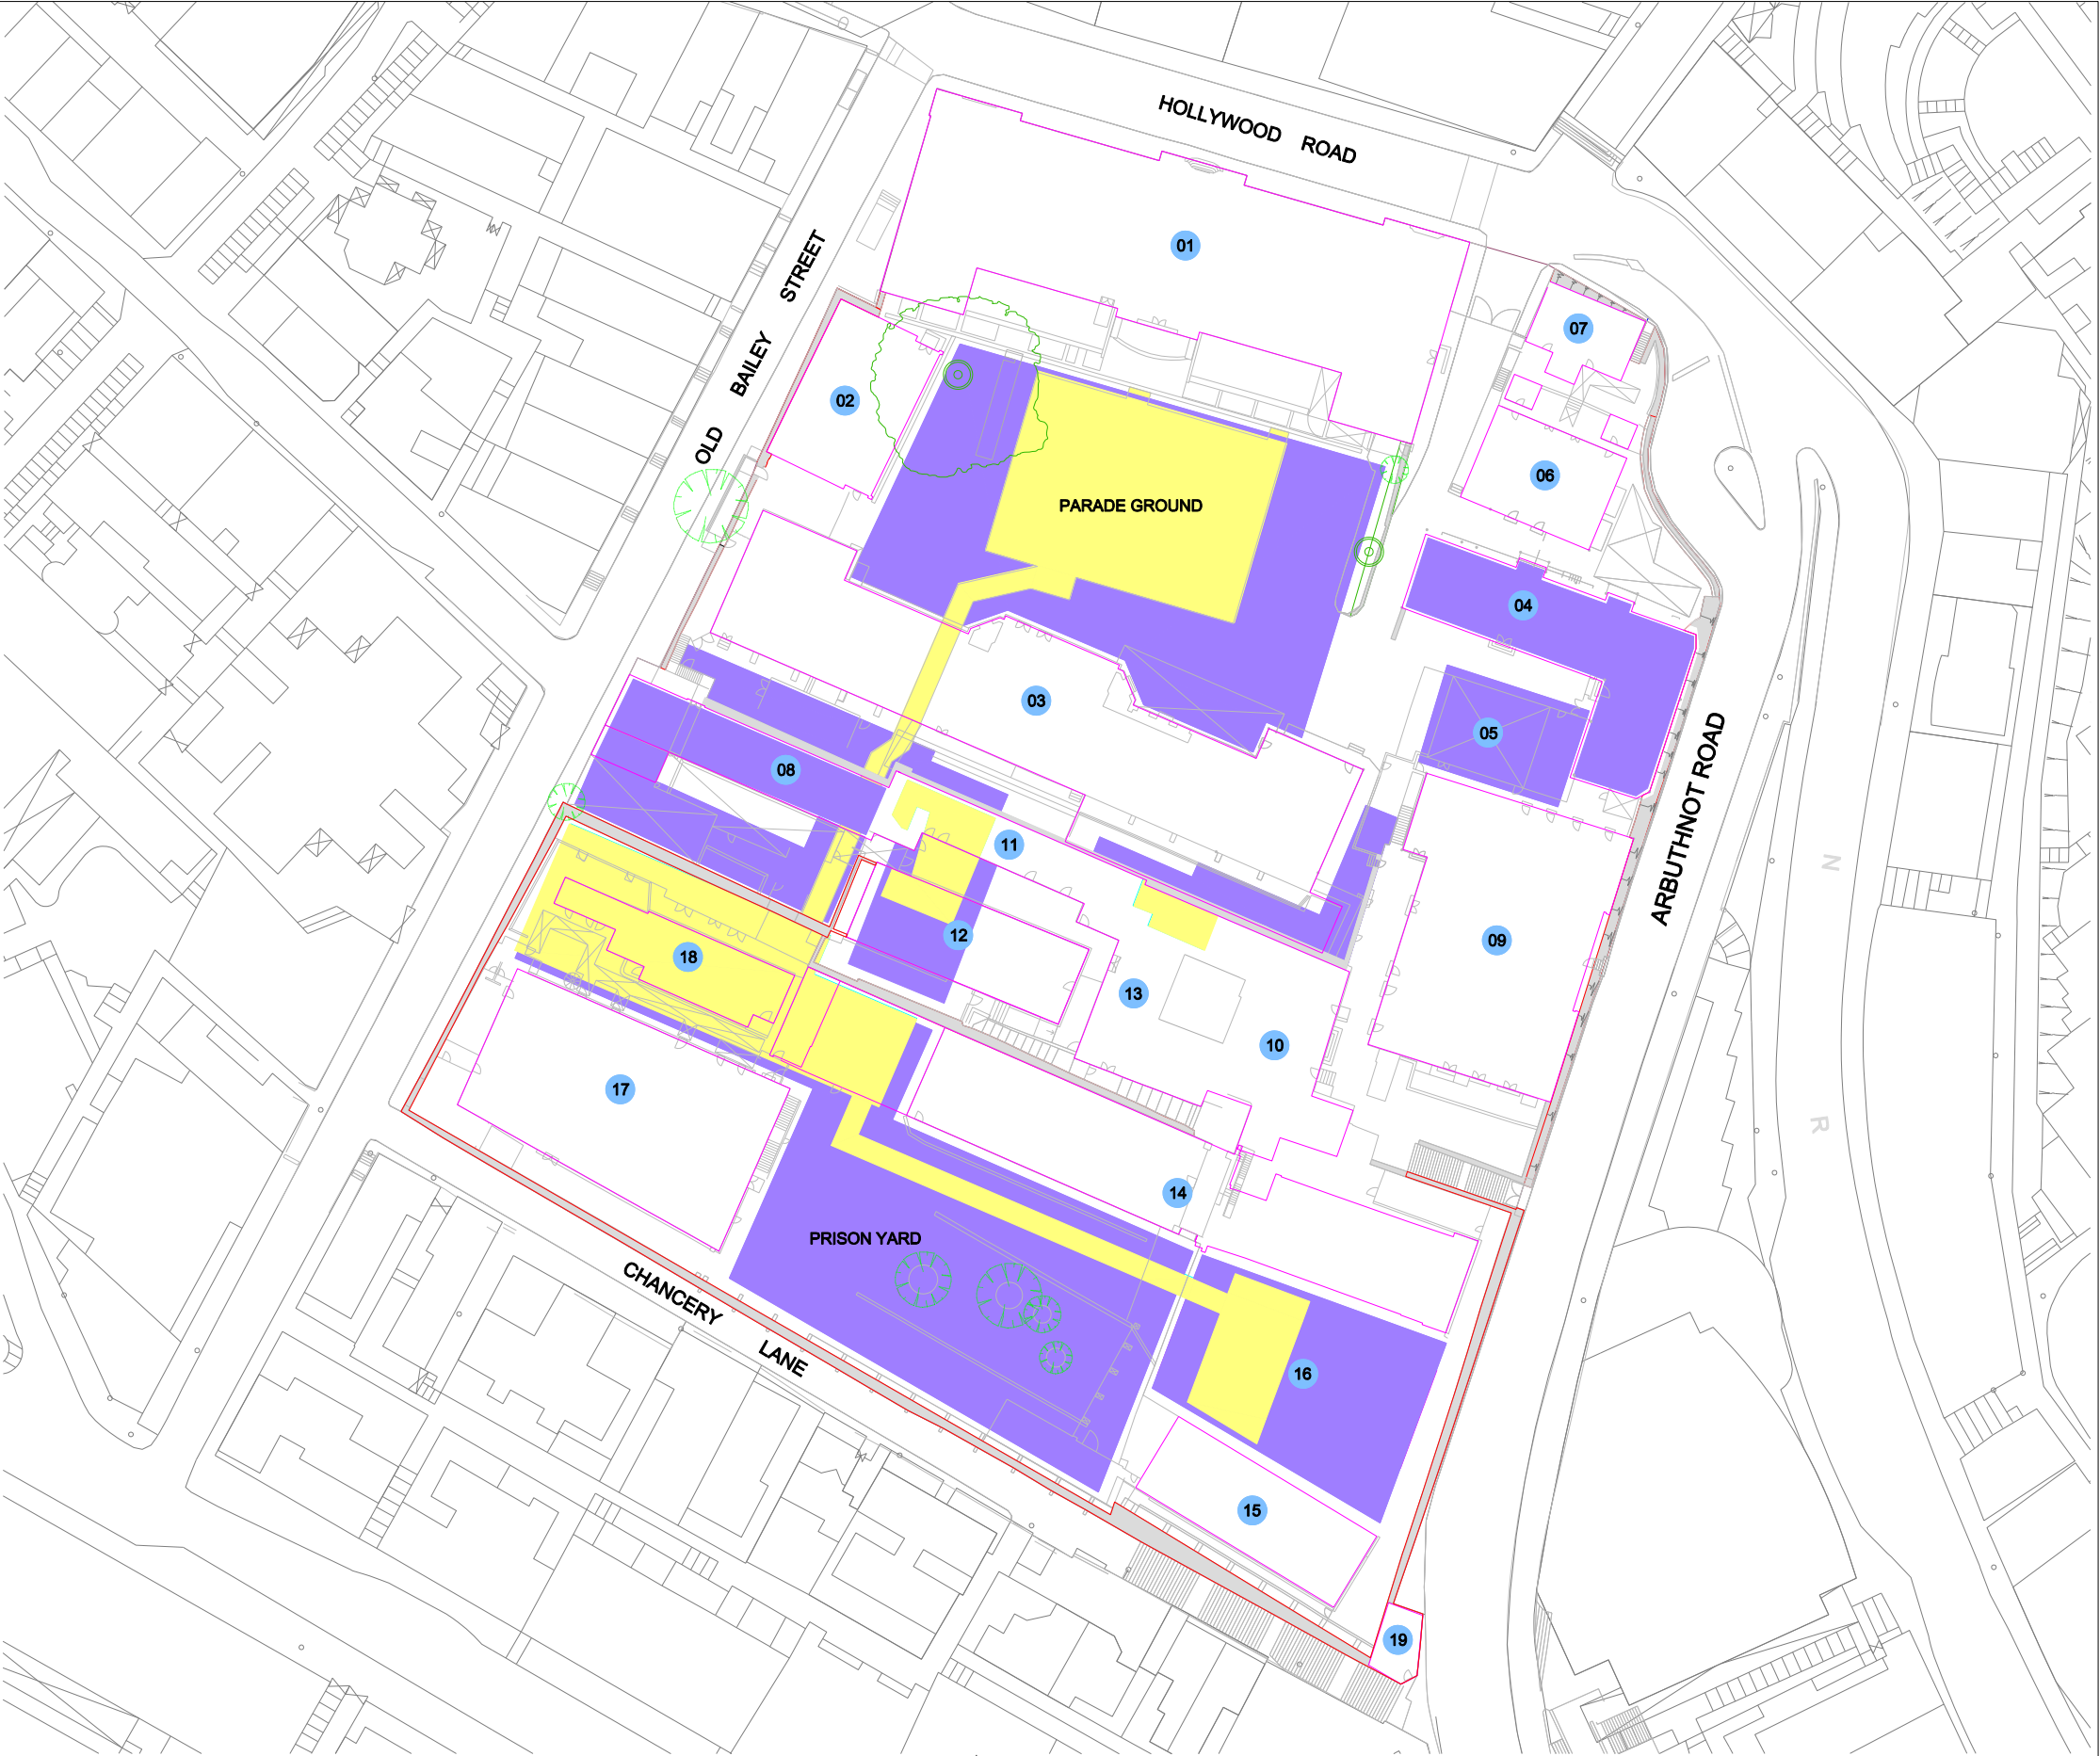 HOLLYWOOD ROAD
01
OLD BAILEY STREET
07
02
06
PARADE GROUND
04
03
05
08
ARBUTHNOT ROAD
11
N
12
09
18
13
10
17
R
14
PRISON YARD
CHANCERY LANE
16
15
19